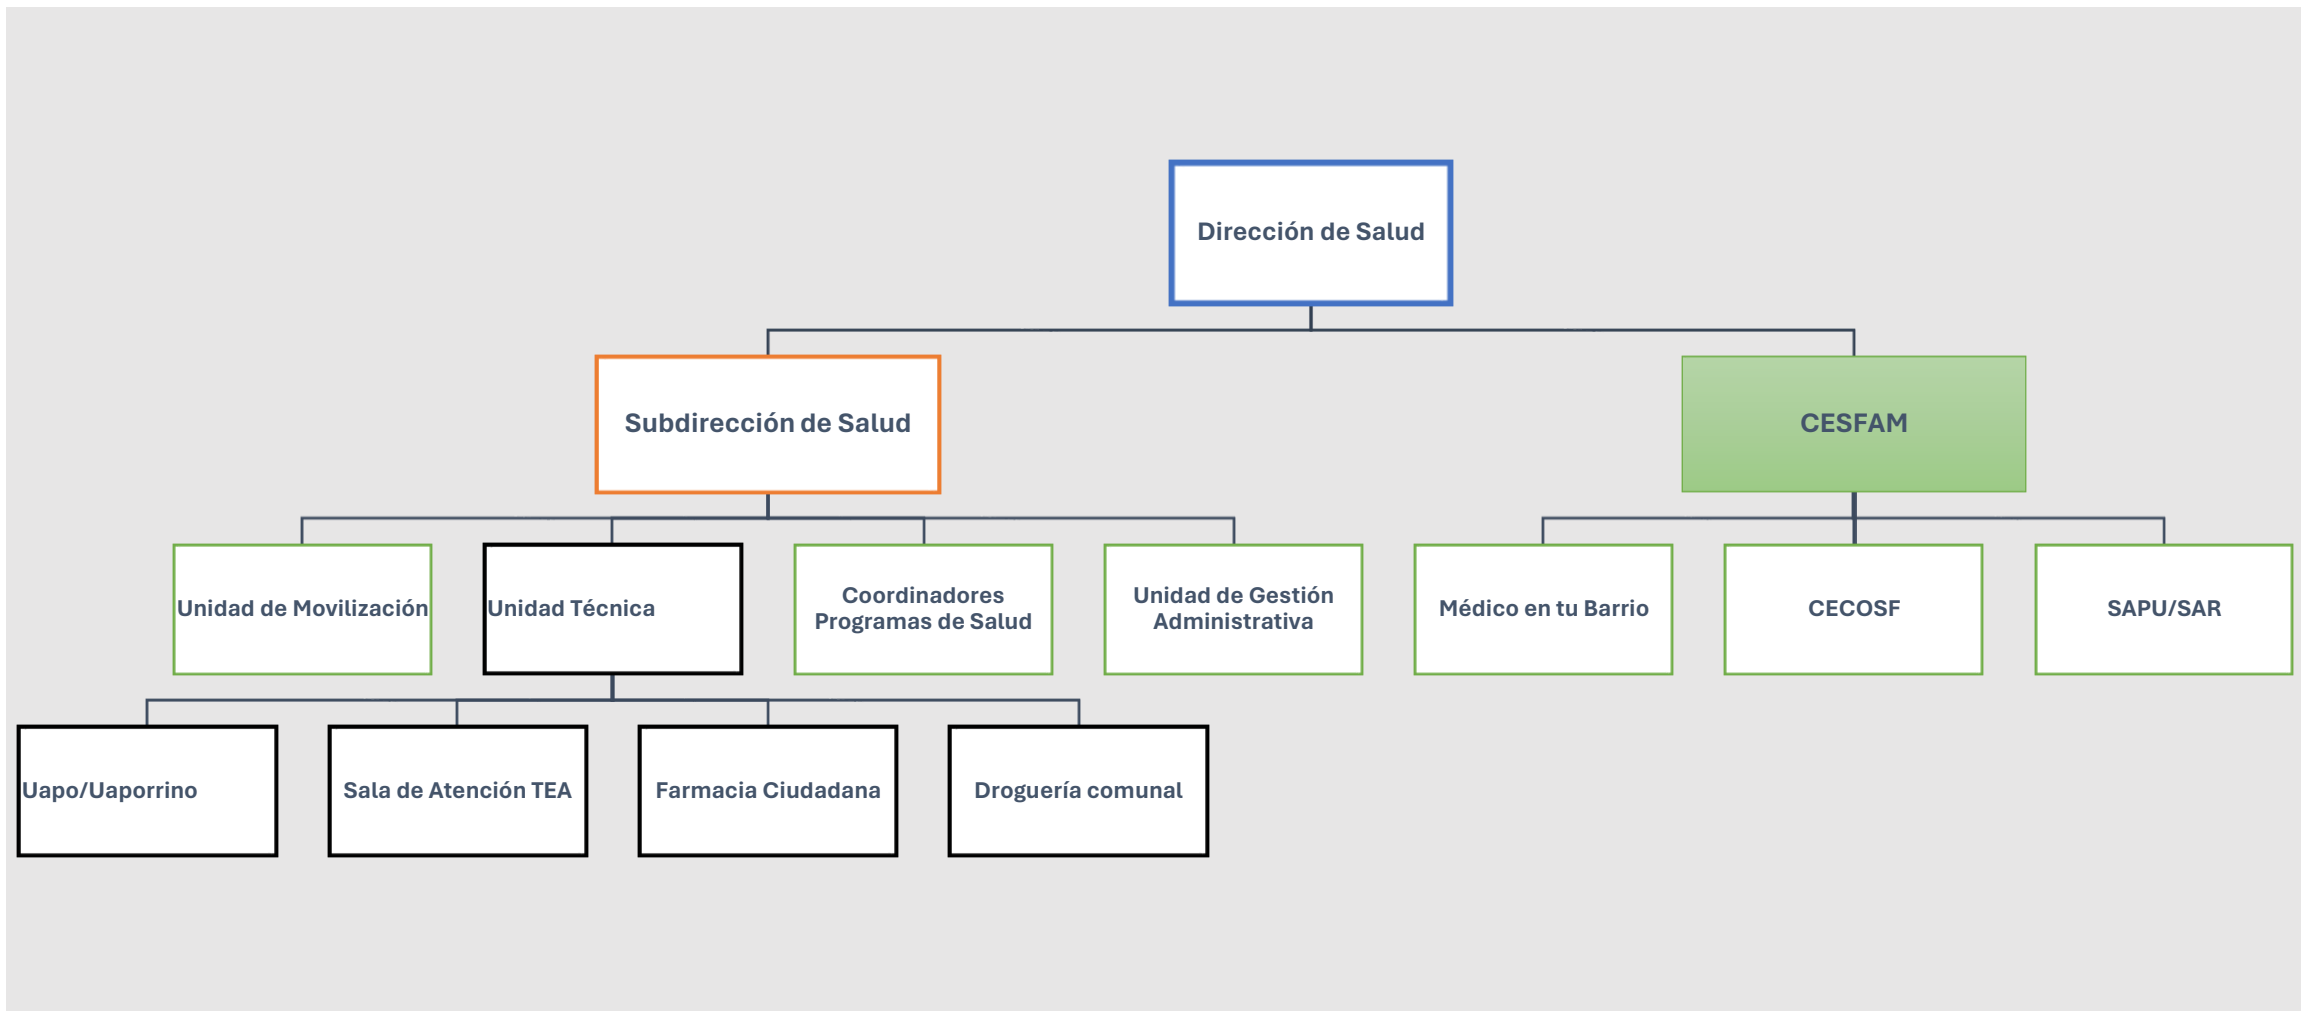 Dirección de Salud
Subdirección de Salud
CESFAM
Unidad de Movilización
Unidad Técnica
Coordinadores
Programas de Salud
Unidad de Gestión
Administrativa
Médico en tu Barrio
CECOSF
SAPU/SAR
Uapo/Uaporrino
Sala de Atención TEA
Farmacia Ciudadana
Droguería comunal